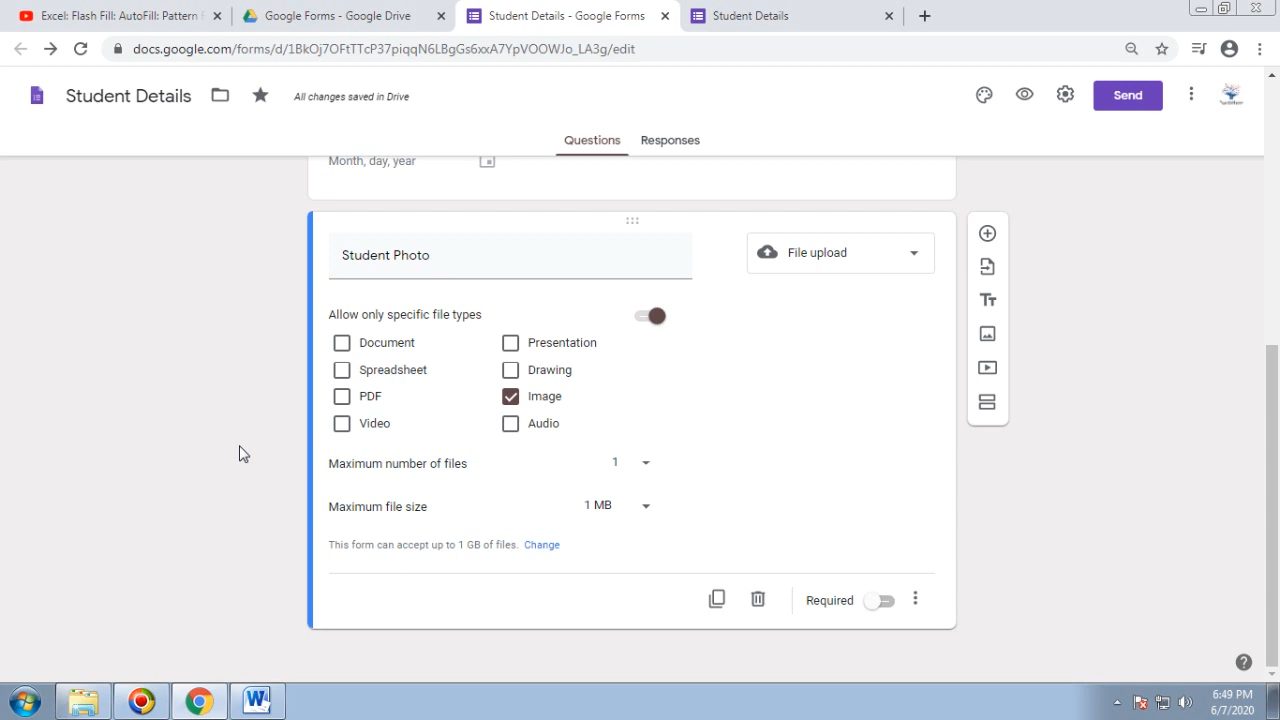 Excel: Flash Fill: AutoFill: Pattern
Google Forms - Google Drive
Student Details - Google Forms
Student Details
docs.google.com/forms/d/1BkOj7OFtTTcP37piqqN6LBgGs6xxA7YpVOOWJo_LA3g/edit
Student Details
All changes saved in Drive
Send
Questions
Responses
Month, day, year
Student Photo
File upload
Allow only specific file types
Document
Presentation
Spreadsheet
Drawing
PDF
Image
Video
Audio
Maximum number of files
1
Maximum file size
1 MB
This form can accept up to 1 GB of files. Change
Required
6:49 PM
6/7/2020